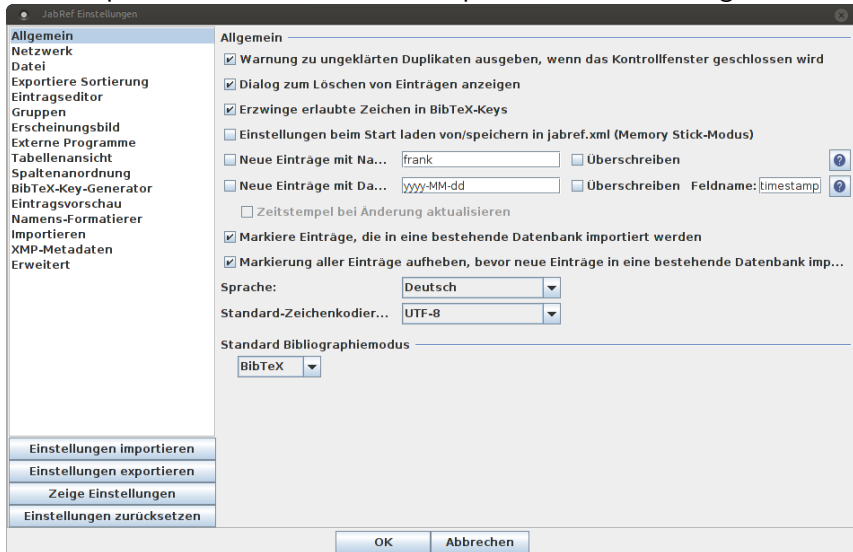 JabRef Einstellungen
Allgemein
Netzwerk
Datei
Exportiere Sortierung
Eintragseditor
Gruppen
Erscheinungsbild
Externe Programme
Tabellenansicht
Spaltenanordnung
BibTeX-Key-Generator
Eintragsvorschau
Namens-Formatierer
Importieren
XMP-Metadaten
Erweitert
Einstellungen importieren
Einstellungen exportieren
Zeige Einstellungen
Einstellungen zurücksetzen
Allgemein
Warnung zu ungeklärten Duplikaten ausgeben, wenn das Kontrollfenster geschlossen wird
Dialog zum Löschen von Einträgen anzeigen
Erzwinge erlaubte Zeichen in BibTeX-Keys
Einstellungen beim Start laden von/speichern in jabref.xml (Memory Stick-Modus)
Neue Einträge mit Na... frank Überschreiben ?
Neue Einträge mit Da... yyyy-MM-dd Überschreiben Feldname: timestamp ?
Zeitstempel bei Änderung aktualisieren
Markiere Einträge, die in eine bestehende Datenbank importiert werden
Markierung aller Einträge aufheben, bevor neue Einträge in eine bestehende Datenbank imp...
Sprache: Deutsch
Standard-Zeichenkodier... UTF-8
Standard Bibliographiemodus
BibTeX
OK Abbrechen